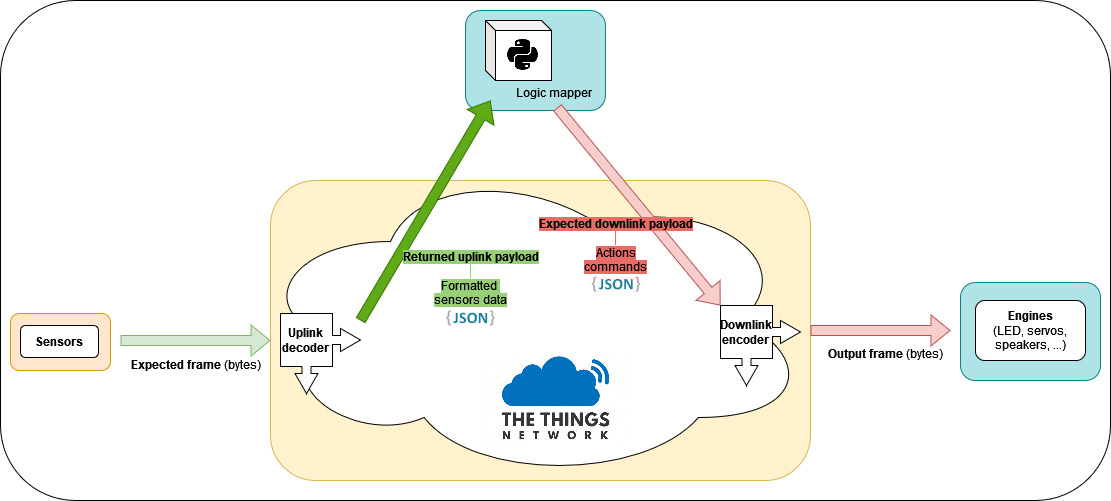 Logic mapper
Expected downlink payload
Actions
commands
{JSON}
Returned uplink payload
Formatted
sensors data
{JSON}
Sensors
Expected frame (bytes)
Uplink
decoder
Downlink
encoder
Output frame (bytes)
Engines
(LED, servos,
speakers, ...)
THE THINGS
NETWORK